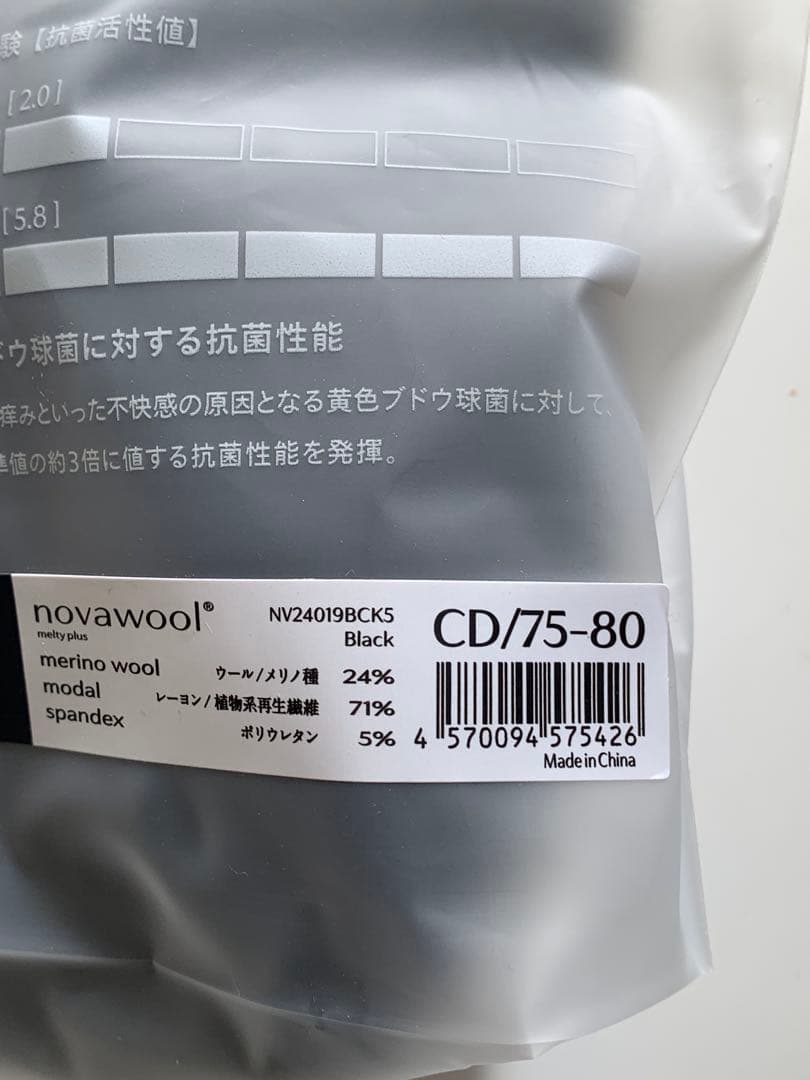 験【抗菌活性値】
[2.0]
[5.8]
ドウ球菌に対する抗菌性能
痒みといった不快感の原因となる黄色ブドウ球菌に対して、
準値の約3倍に値する抗菌性能を発揮。
novawool®
melty plus
NV24019BCK5
Black
CD/75-80
merino wool ウール/メリノ種 24%
modal レーヨン/植物系再生繊維 71%
spandex ポリウレタン 5%
4 570094 575426
Made in China